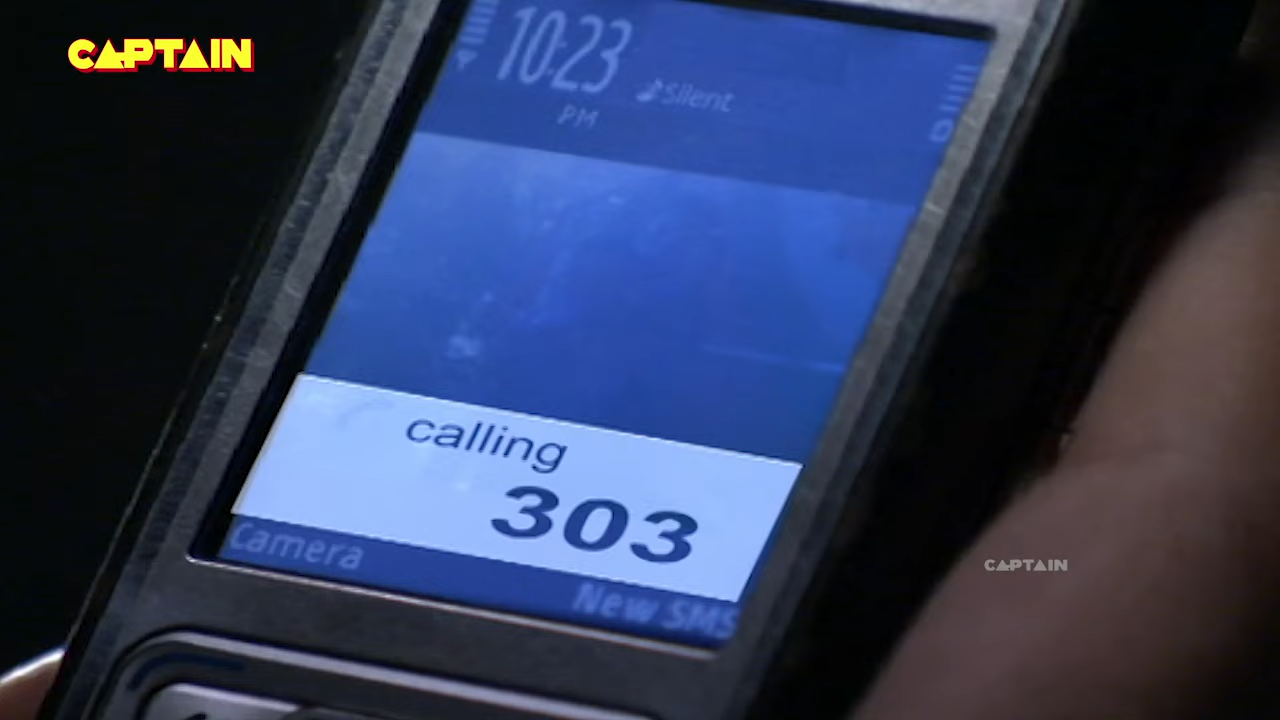 CAPTAIN
10:23
PM
Silent
calling
303
Camera
New SMS
CAPTAIN